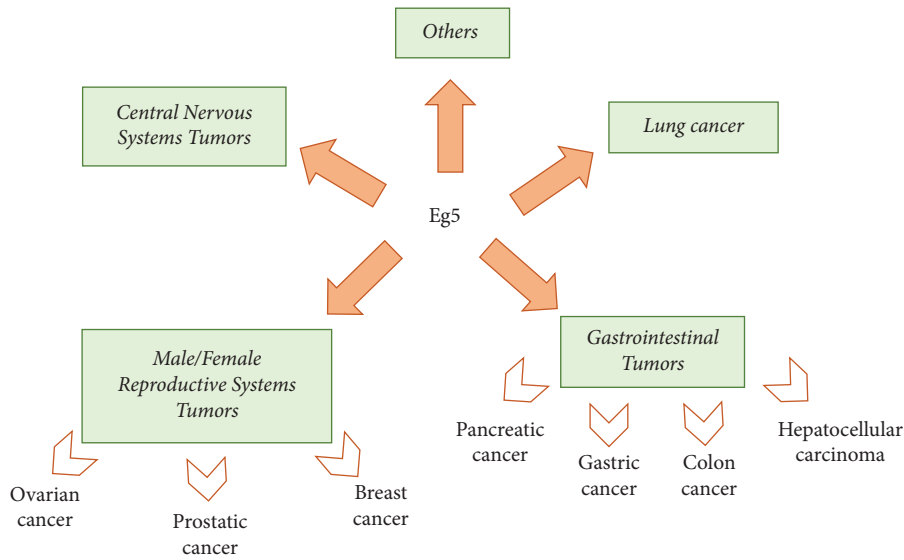 Others
Central Nervous
Systems Tumors
Lung cancer
Eg5
Male/Female
Reproductive Systems
Tumors
Gastrointestinal
Tumors
Ovarian
cancer
Prostatic
cancer
Breast
cancer
Pancreatic
cancer
Gastric
cancer
Colon
cancer
Hepatocellular
carcinoma